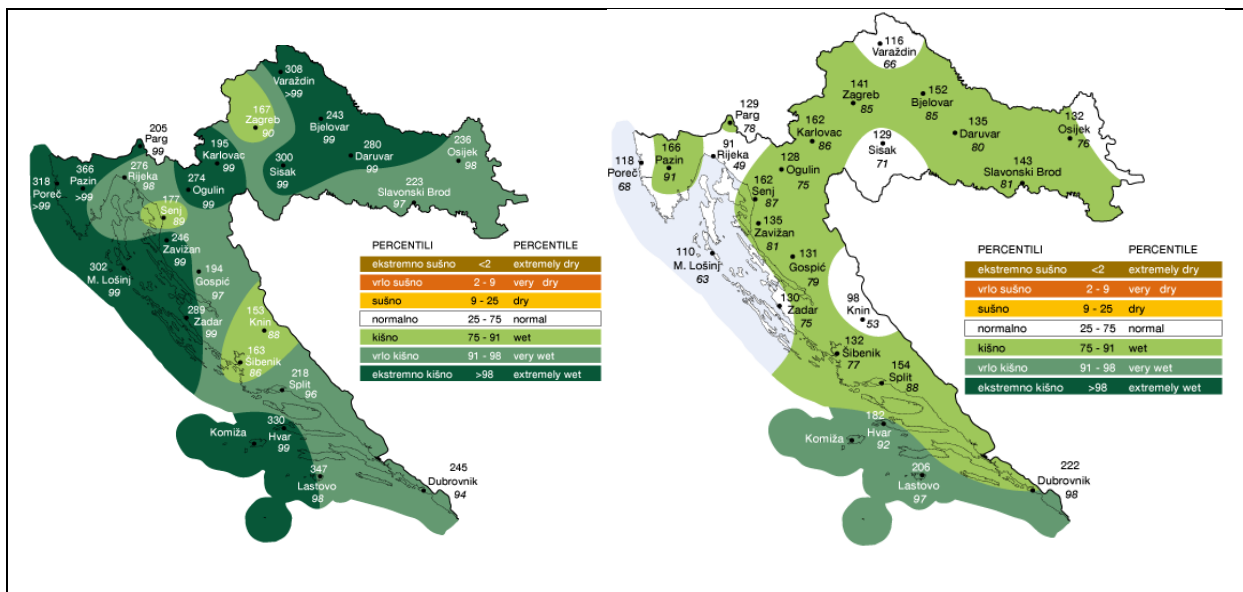 308
Varaždin
>99
167
Zagreb
90
243
Bjelovar
99
205
Parg
99
195
Karlovac
99
300
Sisak
99
280
Daruvar
99
236
Osijek
98
318
Poreč
>99
366
Pazin
>99
276
Rijeka
98
274
Ogulin
99
223
Slavonski Brod
97
177
Senj
89
246
Zavižan
99
302
M. Lošinj
99
194
Gospić
97
289
Zadar
99
153
Knin
88
163
Šibenik
86
218
Split
96
330
Hvar
99
Komiža
347
Lastovo
98
245
Dubrovnik
94
PERCENTILI PERCENTILE
ekstremno sušno <2 extremely dry
vrlo sušno 2 - 9 very dry
sušno 9 - 25 dry
normalno 25 - 75 normal
kišno 75 - 91 wet
vrlo kišno 91 - 98 very wet
ekstremno kišno >98 extremely wet
116
Varaždin
66
141
Zagreb
85
152
Bjelovar
85
129
Parg
78
162
Karlovac
86
129
Sisak
71
135
Daruvar
80
132
Osijek
76
118
Poreč
68
166
Pazin
91
91
Rijeka
49
128
Ogulin
75
143
Slavonski Brod
81
162
Senj
87
135
Zavižan
81
110
M. Lošinj
63
131
Gospić
79
130
Zadar
75
98
Knin
53
132
Šibenik
77
154
Split
88
182
Hvar
92
Komiža
206
Lastovo
97
222
Dubrovnik
98
PERCENTILI PERCENTILE
ekstremno sušno <2 extremely dry
vrlo sušno 2 - 9 very dry
sušno 9 - 25 dry
normalno 25 - 75 normal
kišno 75 - 91 wet
vrlo kišno 91 - 98 very wet
ekstremno kišno >98 extremely wet